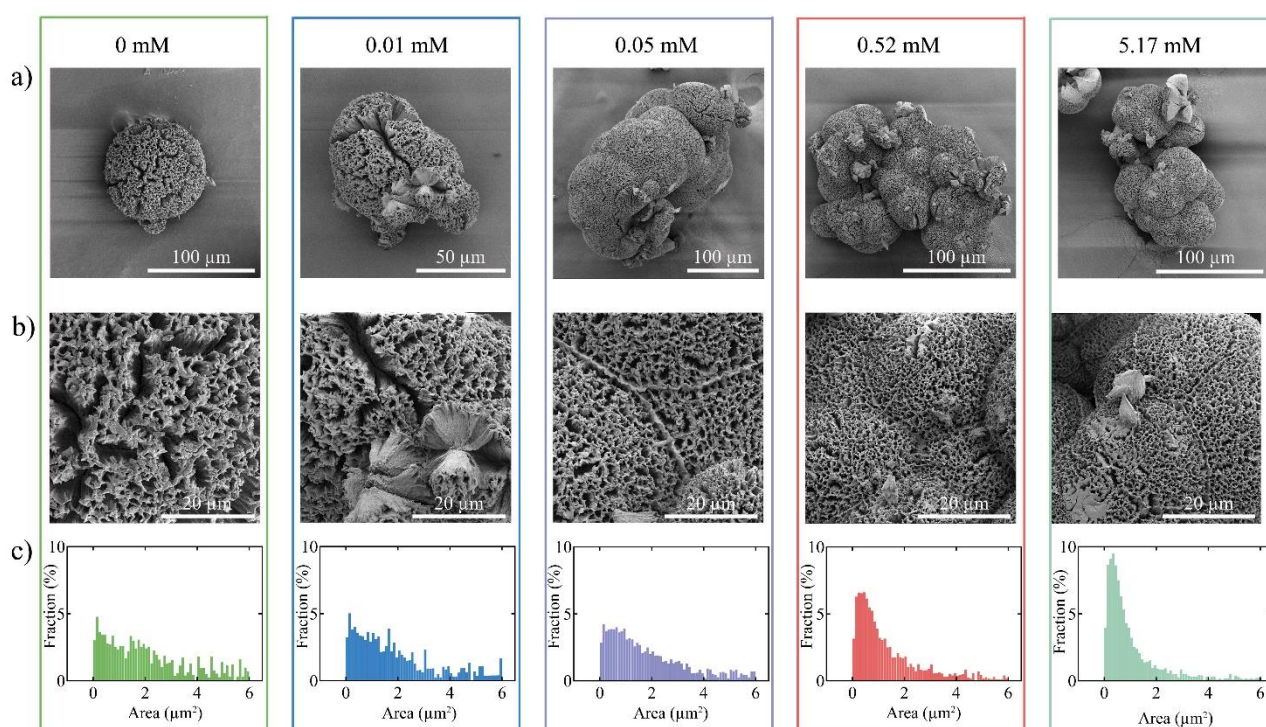 0 mM 0.01 mM 0.05 mM 0.52 mM 5.17 mM
a)
100 µm 50 µm 100 µm 100 µm 100 µm
b)
20 µm 20 µm 20 µm 20 µm 20 µm
c)
10 10 10 10 10
Fraction (%) Fraction (%) Fraction (%) Fraction (%) Fraction (%)
5 5 5 5 5
0 0 0 0 0
0 2 4 6 0 2 4 6 0 2 4 6 0 2 4 6 0 2 4 6
Area (µm²) Area (µm²) Area (µm²) Area (µm²) Area (µm²)